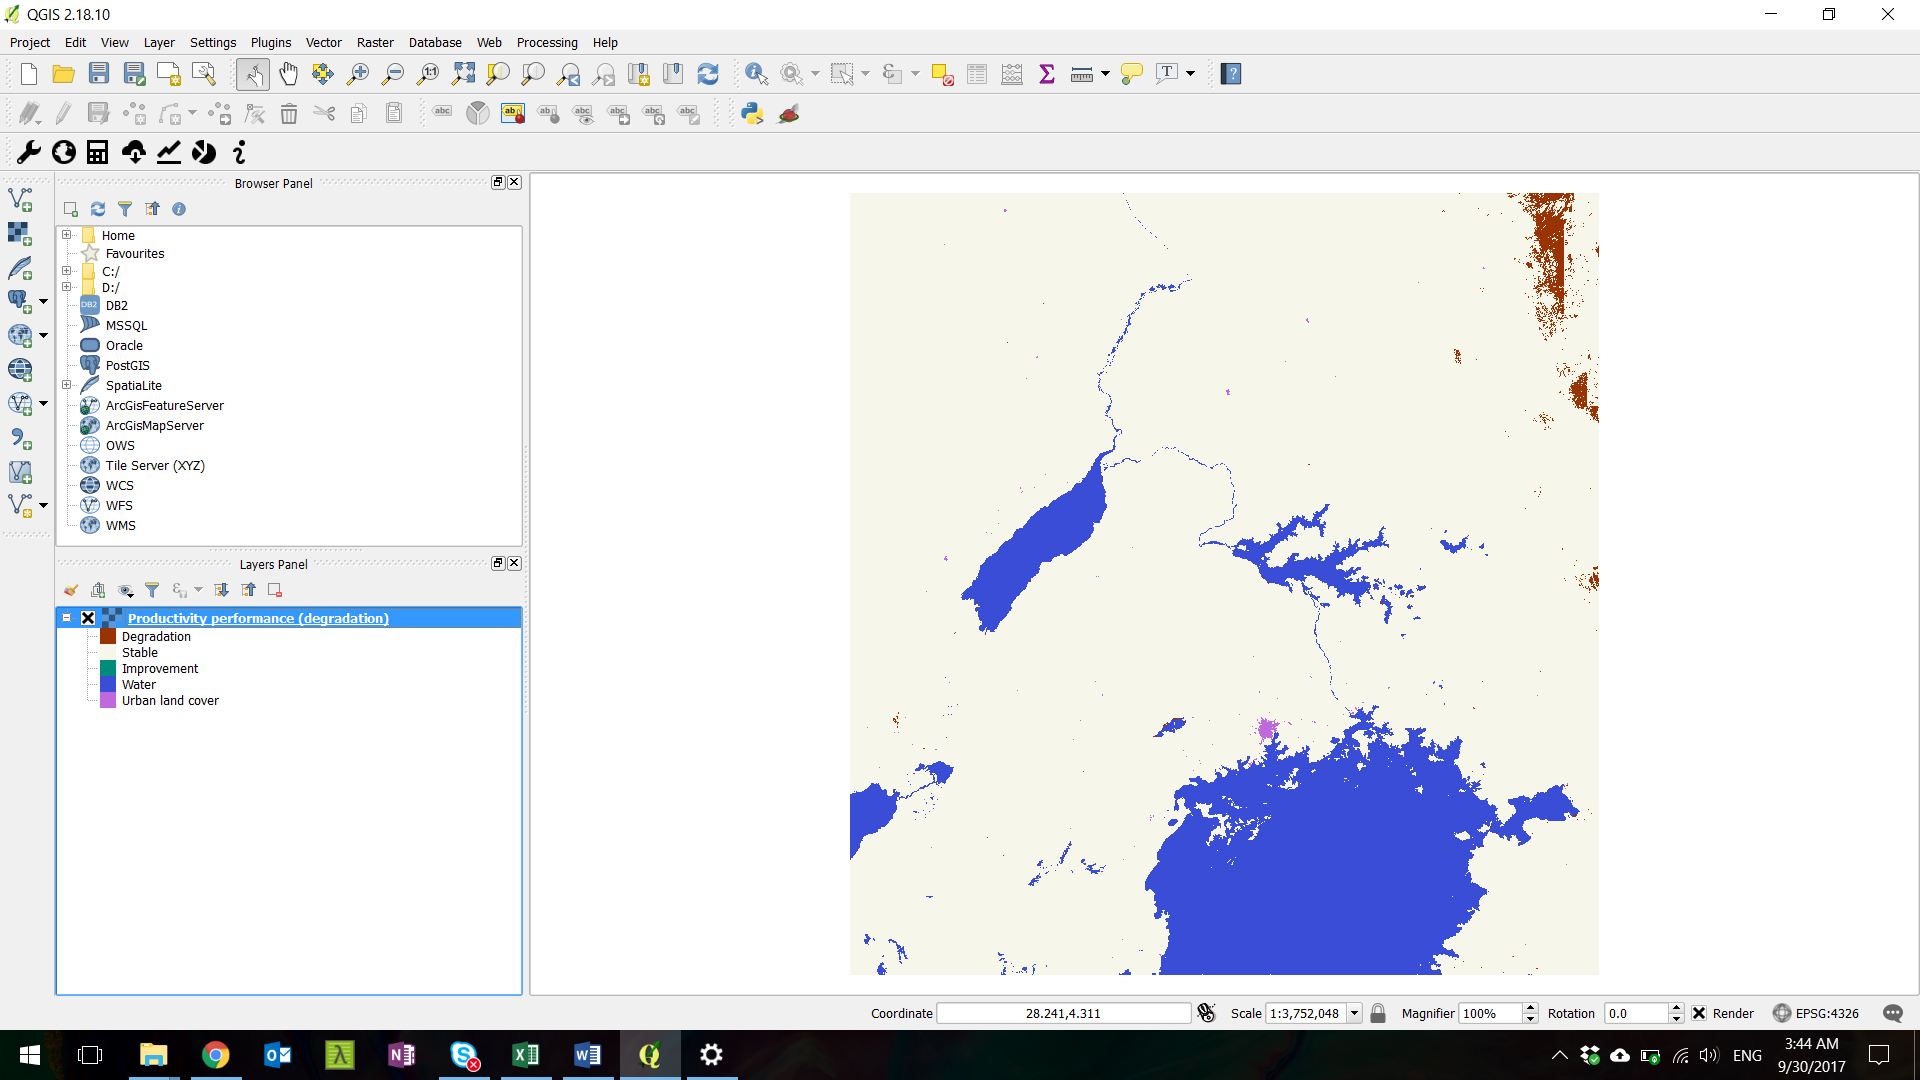 QGIS 2.18.10
Project Edit View Layer Settings Plugins Vector Raster Database Web Processing Help
Browser Panel
Home
Favourites
C:/
D:/
DB2
MSSQL
Oracle
PostGIS
SpatiaLite
ArcGisFeatureServer
ArcGisMapServer
OWS
Tile Server (XYZ)
WCS
WFS
WMS
Layers Panel
Productivity performance (degradation)
Degradation
Stable
Improvement
Water
Urban land cover
Coordinate 28.241,4.311 Scale 1:3,752,048 Magnifier 100% Rotation 0.0 Render EPSG:4326
ENG 3:44 AM
9/30/2017